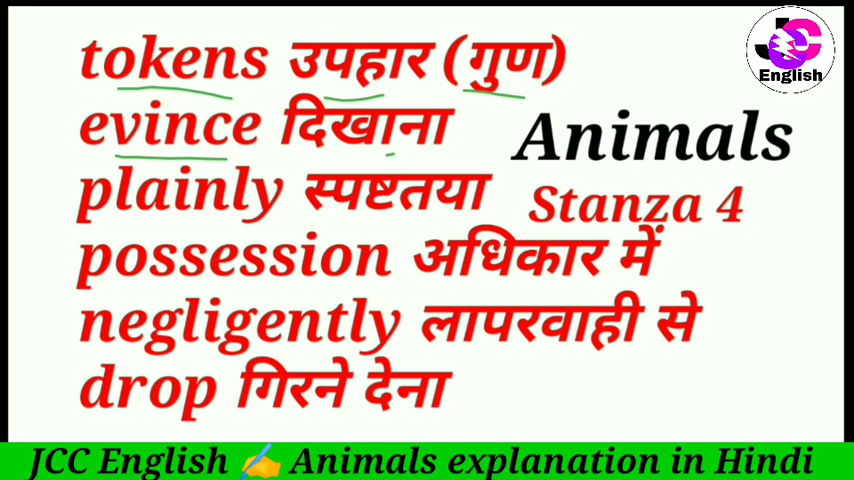 tokens उपहार (गुण)
evince दिखाना
plainly स्पष्टतया
possession अधिकार में
negligently लापरवाही से
drop गिरने देना
Animals
Stanza 4
JC
English
JCC English ✍ Animals explanation in Hindi